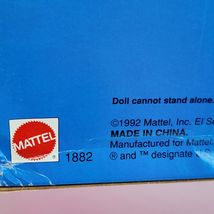 Doll cannot stand alone.
©1992 Mattel, Inc. El Se
MADE IN CHINA.
Manufactured for Mattel
® and ™ designate
MATTEL
1882